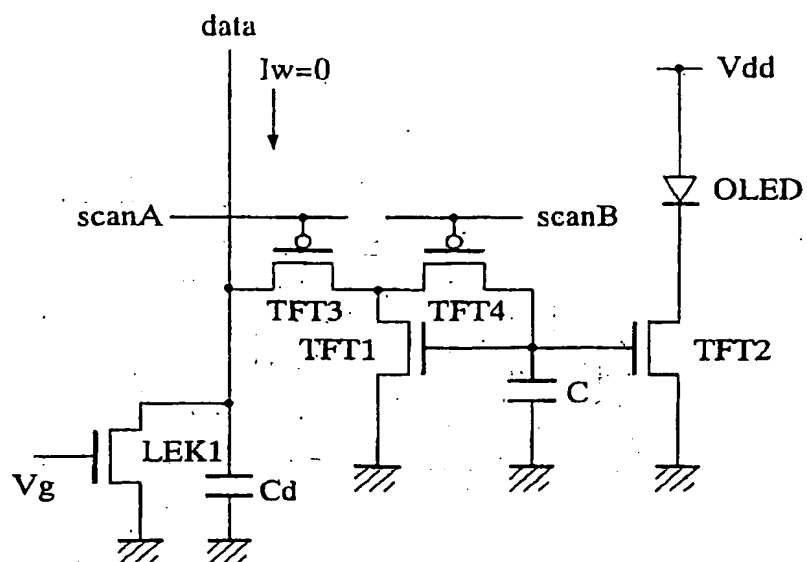 data
Iw=0
Vdd
OLED
scanA
scanB
TFT3
TFT4
TFT1
TFT2
C
LEK1
Vg
Cd